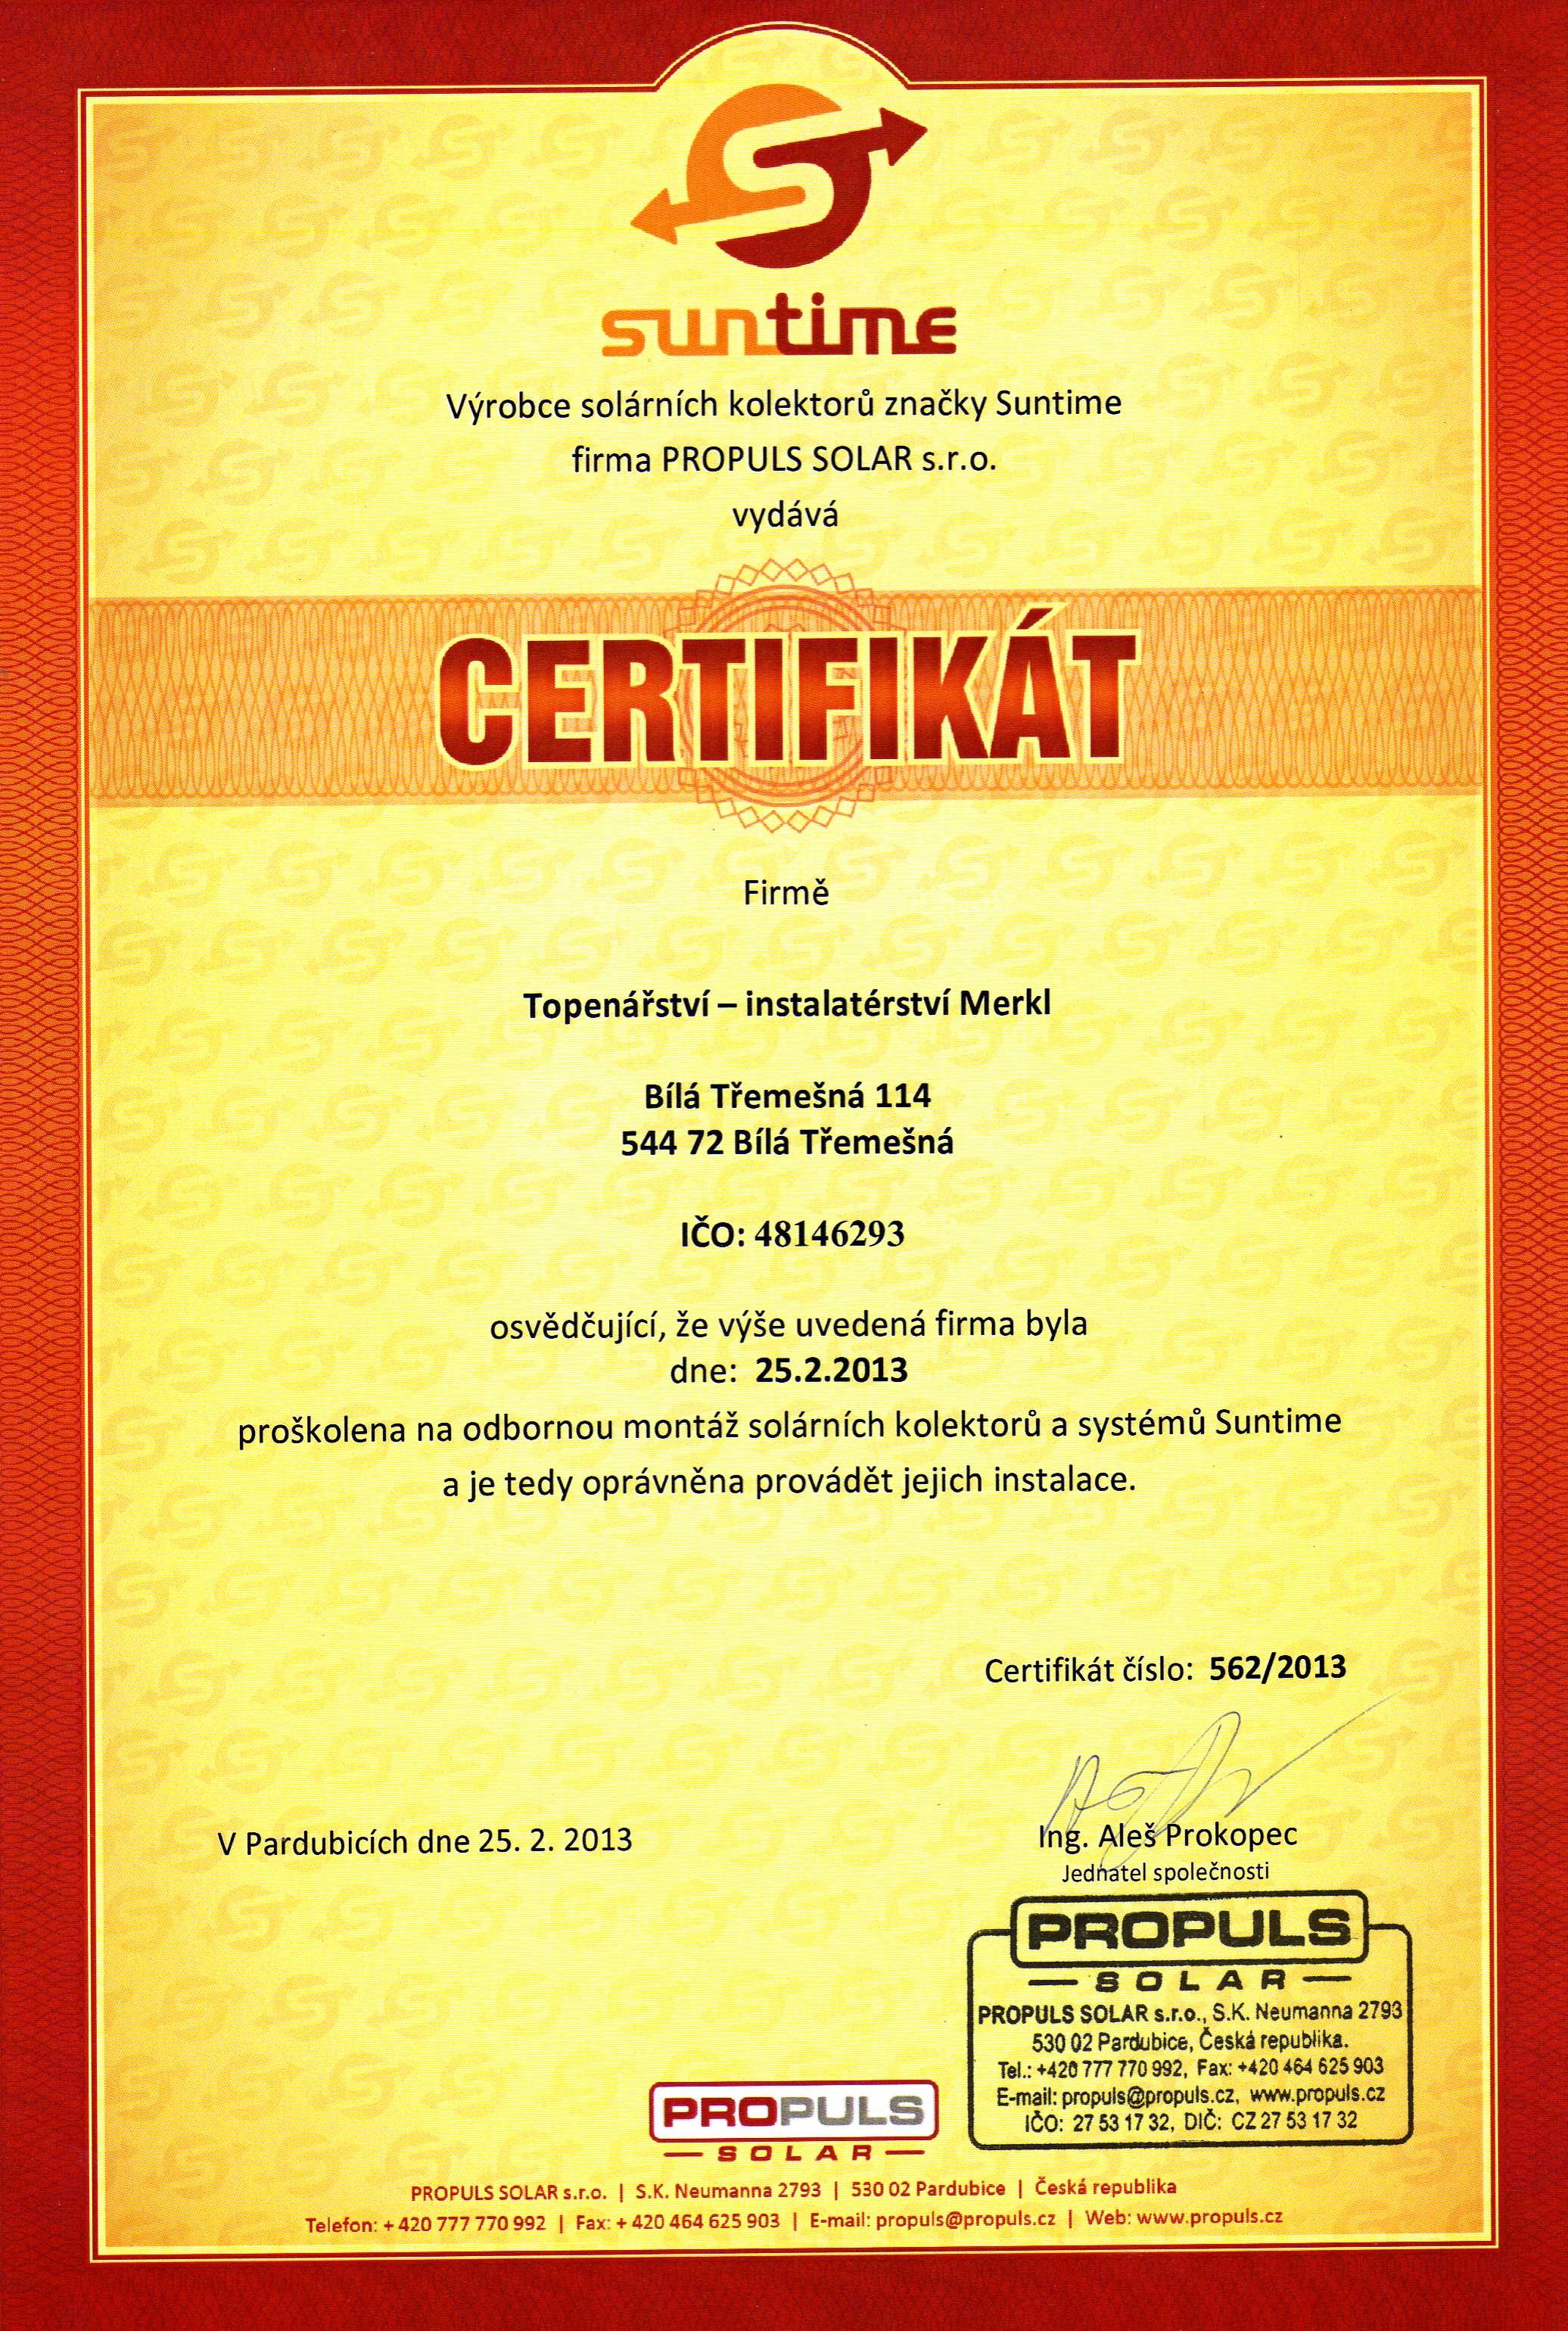 suntime
Výrobce solárních kolektorů značky Suntime
firma PROPULS SOLAR s.r.o.
vydává
CERTIFIKÁT
Firmě
Topenářství – instalatérství Merkl
Bílá Třemešná 114
544 72 Bílá Třemešná
IČO: 48146293
osvědčující, že výše uvedená firma byla
dne: 25.2.2013
proškolena na odbornou montáž solárních kolektorů a systémů Suntime
a je tedy oprávněna provádět jejich instalace.
Certifikát číslo: 562/2013
V Pardubicích dne 25. 2. 2013
Ing. Aleš Prokopec
Jednatel společnosti
PROPULS
SOLAR
PROPULS SOLAR s.r.o., S.K. Neumanna 2793
530 02 Pardubice, Česká republika.
Tel.: +420 777 770 992, Fax: +420 464 625 903
E-mail: propuls@propuls.cz, www.propuls.cz
IČO: 27 53 17 32, DIČ: CZ 27 53 17 32
PROPULS
SOLAR
PROPULS SOLAR s.r.o. | S.K. Neumanna 2793 | 530 02 Pardubice | Česká republika
Telefon: + 420 777 770 992 | Fax: + 420 464 625 903 | E-mail: propuls@propuls.cz | Web: www.propuls.cz